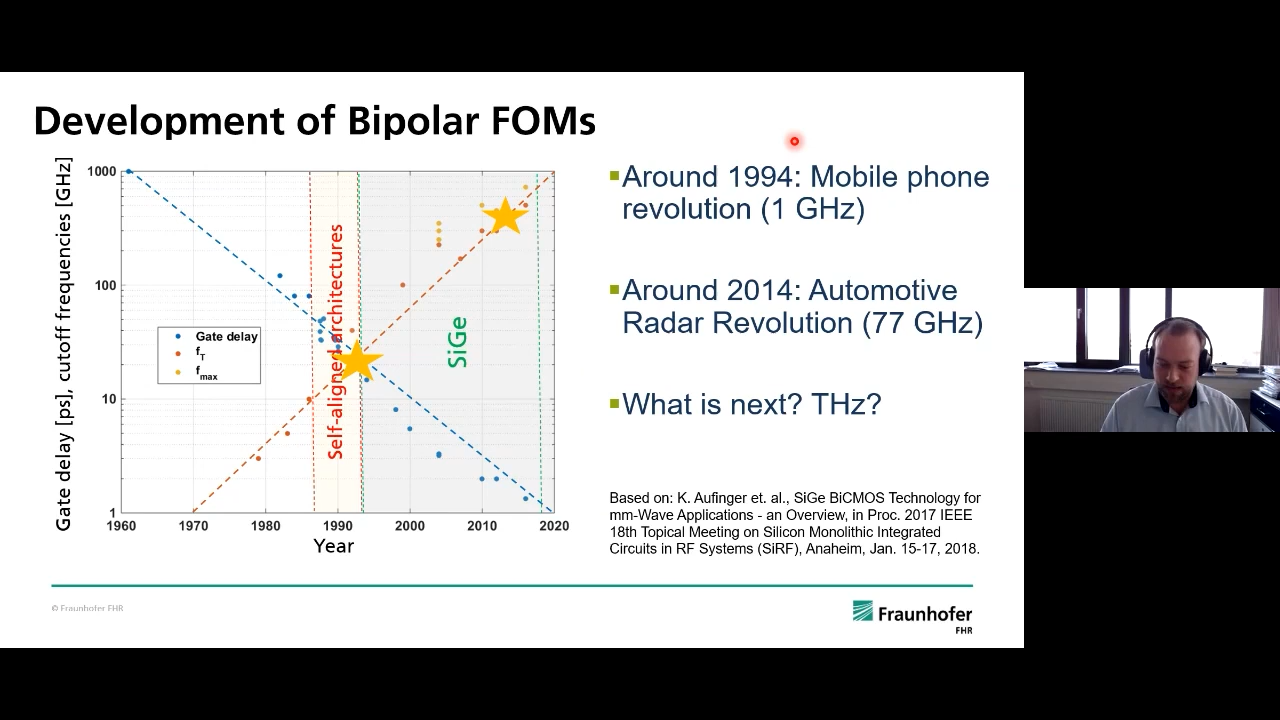 Development of Bipolar FOMs
Gate delay [ps], cutoff frequencies [GHz]
1000
100
10
1
Gate delay
fT
fmax
Self-aligned architectures
SiGe
1960 1970 1980 1990 2000 2010 2020
Year
Around 1994: Mobile phone
revolution (1 GHz)
Around 2014: Automotive
Radar Revolution (77 GHz)
What is next? THz?
Based on: K. Aufinger et. al., SiGe BiCMOS Technology for
mm-Wave Applications - an Overview, in Proc. 2017 IEEE
18th Topical Meeting on Silicon Monolithic Integrated
Circuits in RF Systems (SiRF), Anaheim, Jan. 15-17, 2018.
© Fraunhofer FHR
Fraunhofer
FHR